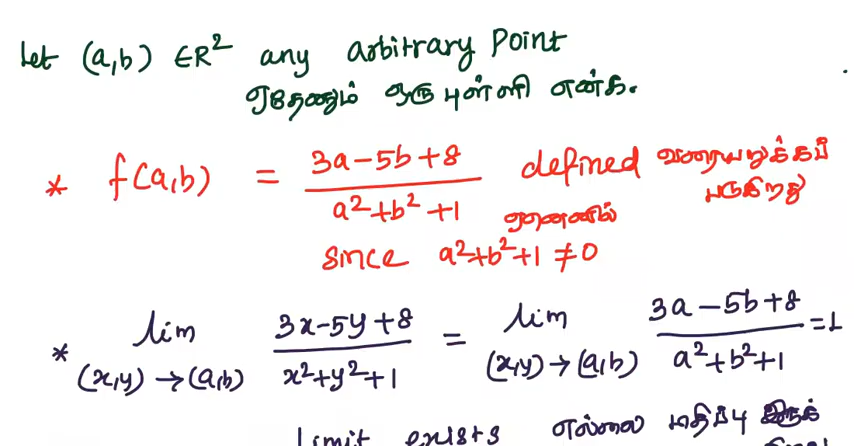 Let (a,b) ∈R² any arbitrary Point
ஏதேனும் ஒரு புள்ளி என்க.
* f(a,b) = (3a-5b+8)/(a²+b²+1) defined வரையறுக்கப்
படுகிறது
ஏனெனில்
since a²+b²+1 ≠0
* lim (x,y)→(a,b) (3x-5y+8)/(x²+y²+1) = lim (x,y)→(a,b) (3a-5b+8)/(a²+b²+1) =L
Limit exists எல்லை மதிப்பு